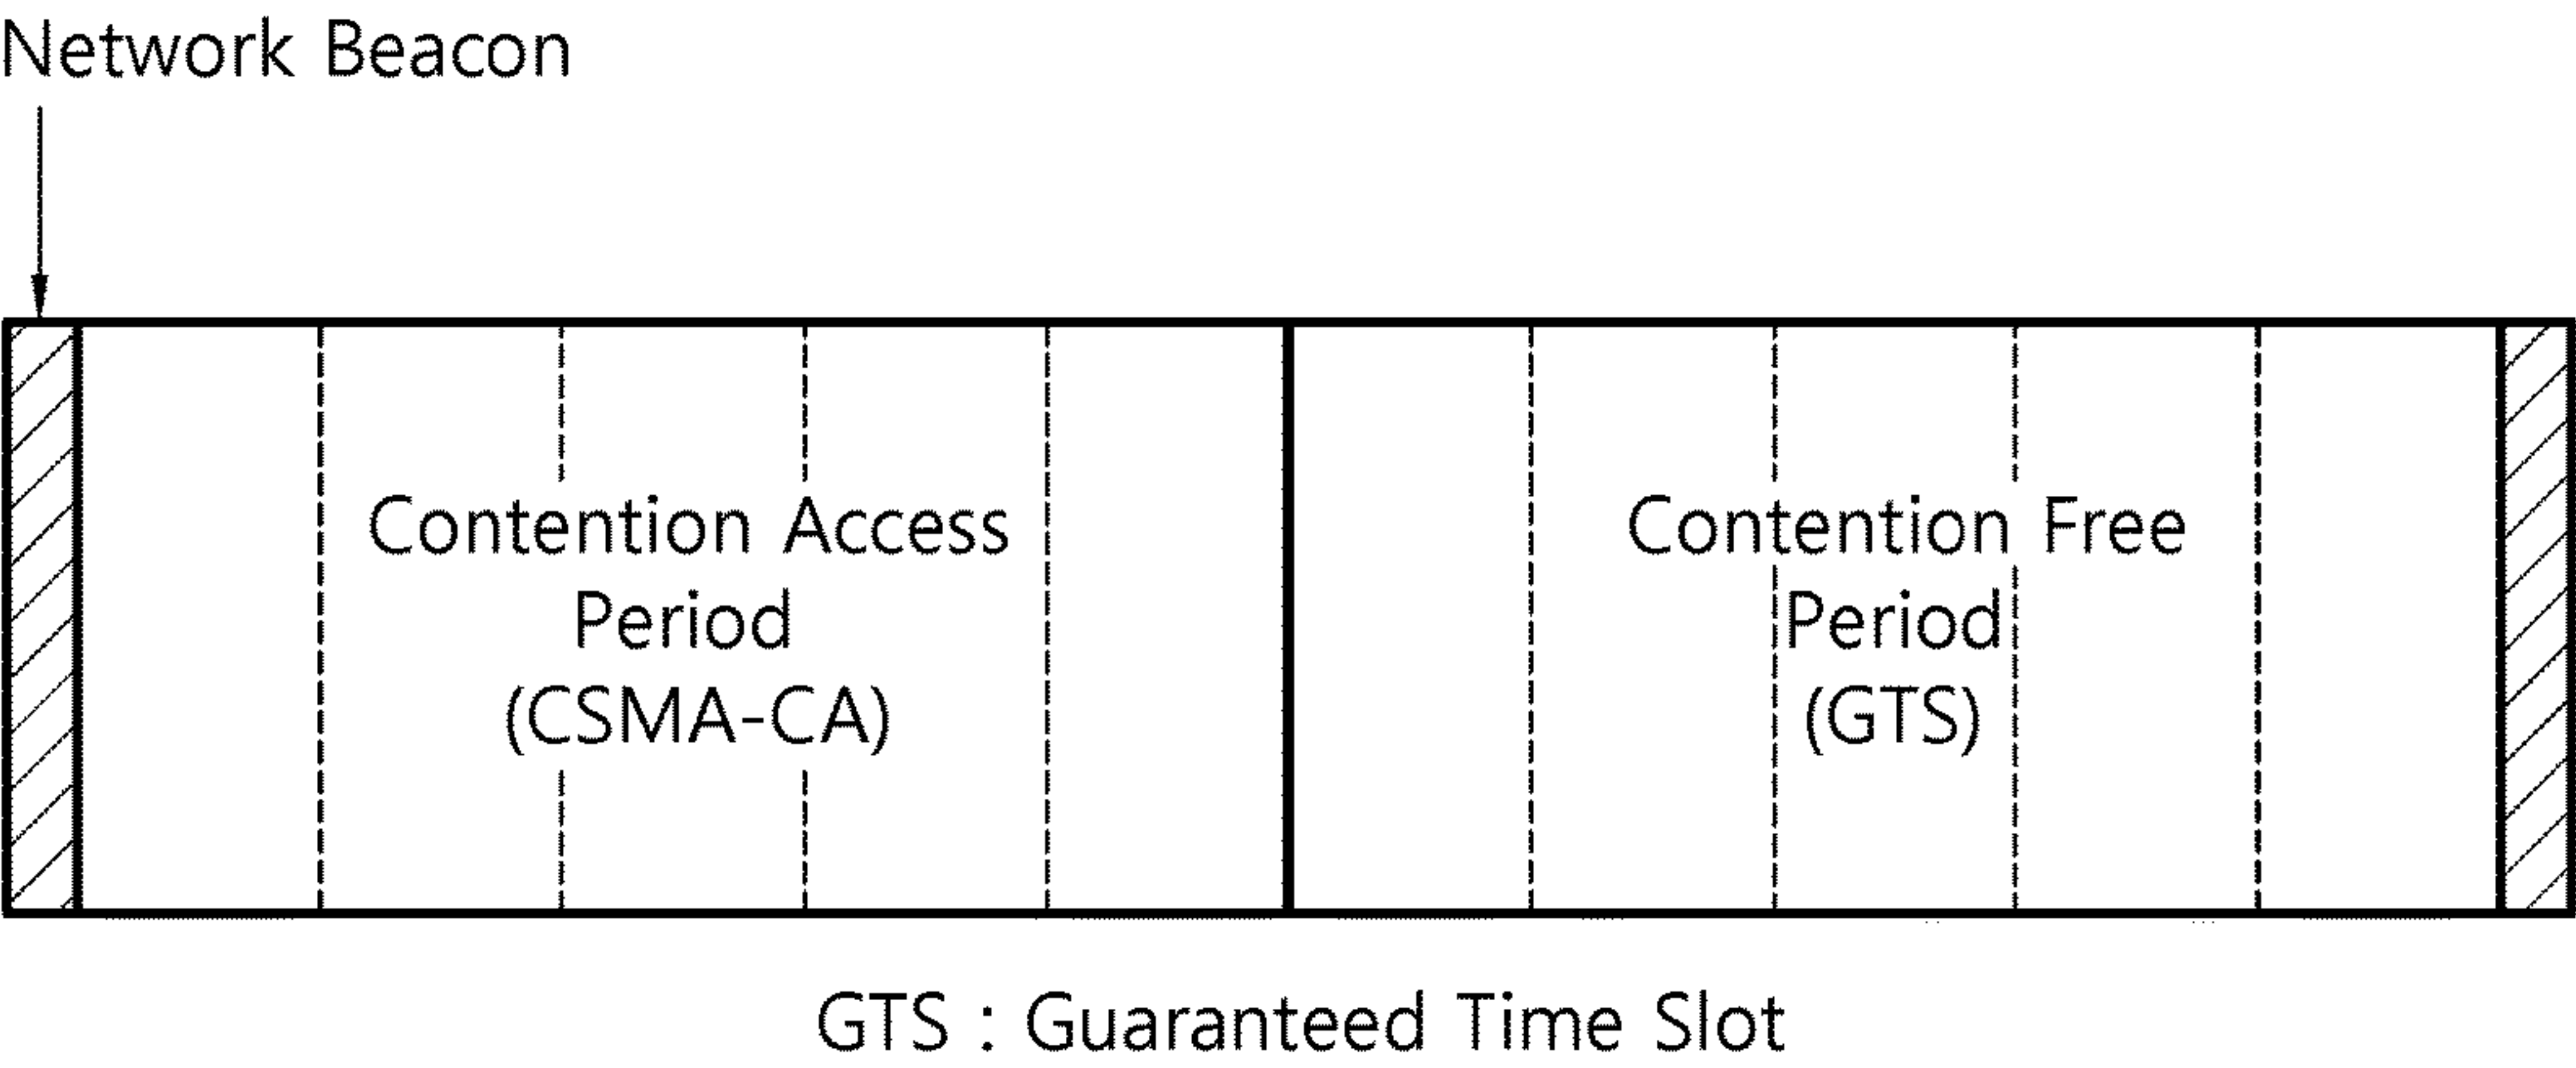 Network Beacon
Contention Access
Period
(CSMA-CA)
Contention Free
Period
(GTS)
GTS : Guaranteed Time Slot